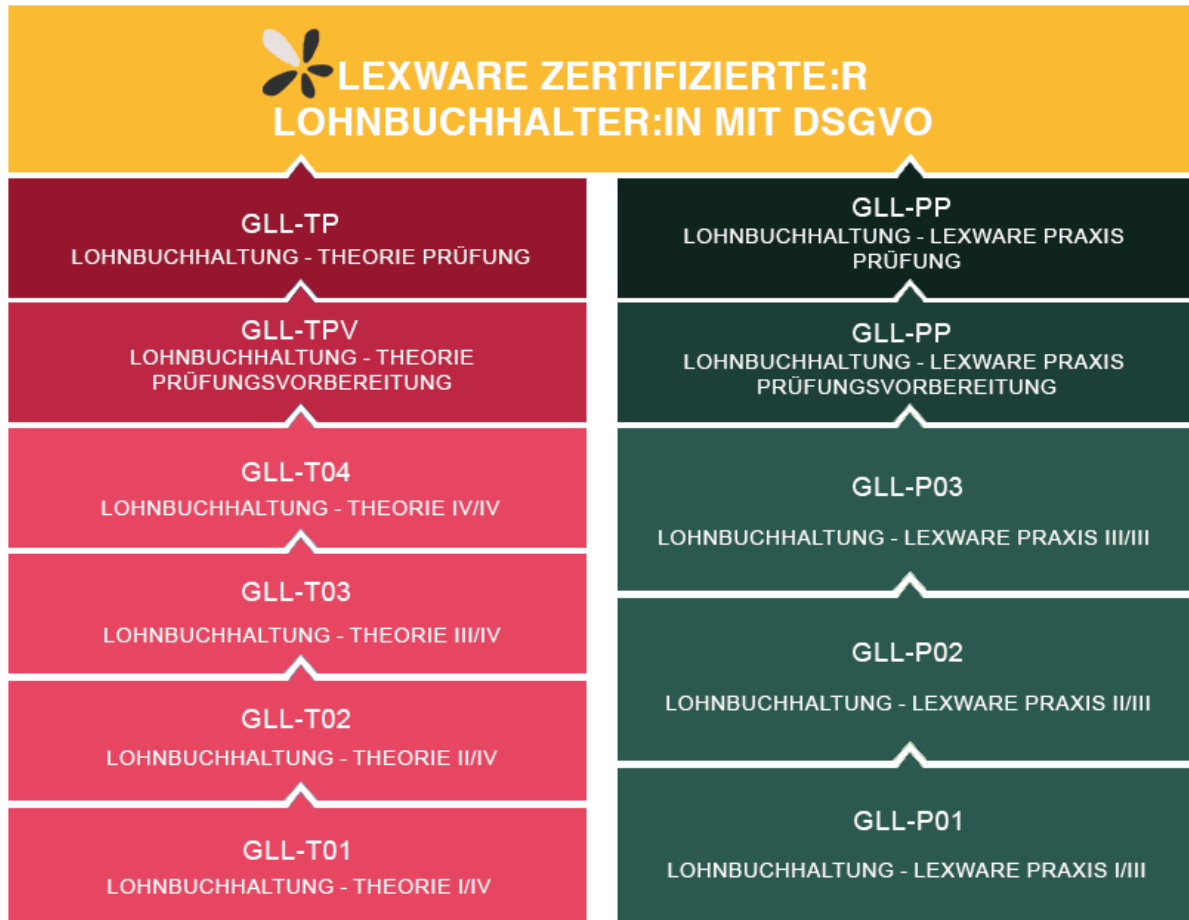 LEXWARE ZERTIFIZIERTE:R
LOHNBUCHHALTER:IN MIT DSGVO
GLL-TP
LOHNBUCHHALTUNG - THEORIE PRÜFUNG
GLL-TPV
LOHNBUCHHALTUNG - THEORIE
PRÜFUNGSVORBEREITUNG
GLL-T04
LOHNBUCHHALTUNG - THEORIE IV/IV
GLL-T03
LOHNBUCHHALTUNG - THEORIE III/IV
GLL-T02
LOHNBUCHHALTUNG - THEORIE II/IV
GLL-T01
LOHNBUCHHALTUNG - THEORIE I/IV
GLL-PP
LOHNBUCHHALTUNG - LEXWARE PRAXIS
PRÜFUNG
GLL-PP
LOHNBUCHHALTUNG - LEXWARE PRAXIS
PRÜFUNGSVORBEREITUNG
GLL-P03
LOHNBUCHHALTUNG - LEXWARE PRAXIS III/III
GLL-P02
LOHNBUCHHALTUNG - LEXWARE PRAXIS II/III
GLL-P01
LOHNBUCHHALTUNG - LEXWARE PRAXIS I/III